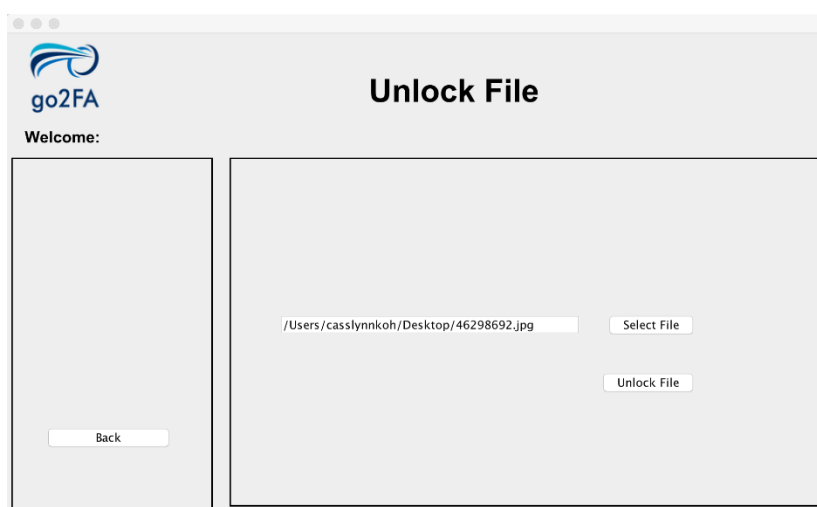 go2FA
Unlock File
Welcome:
/Users/casslynnkoh/Desktop/46298692.jpg
Select File
Unlock File
Back